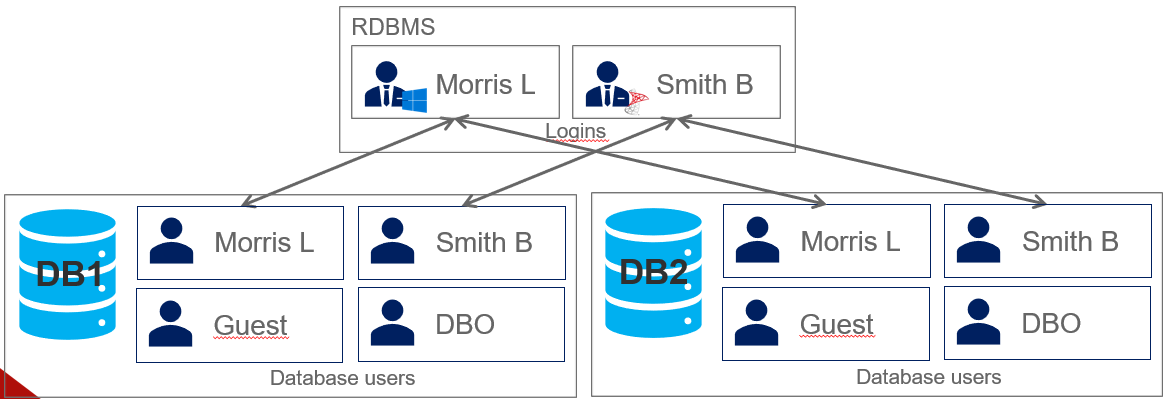 RDBMS
Morris L
Smith B
Logins
DB1
Morris L
Smith B
Guest
DBO
Database users
DB2
Morris L
Smith B
Guest
DBO
Database users